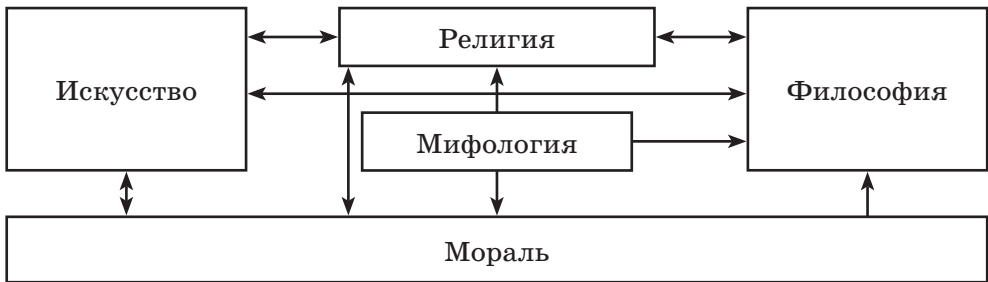 Религия
Искусство
Философия
Мифология
Мораль